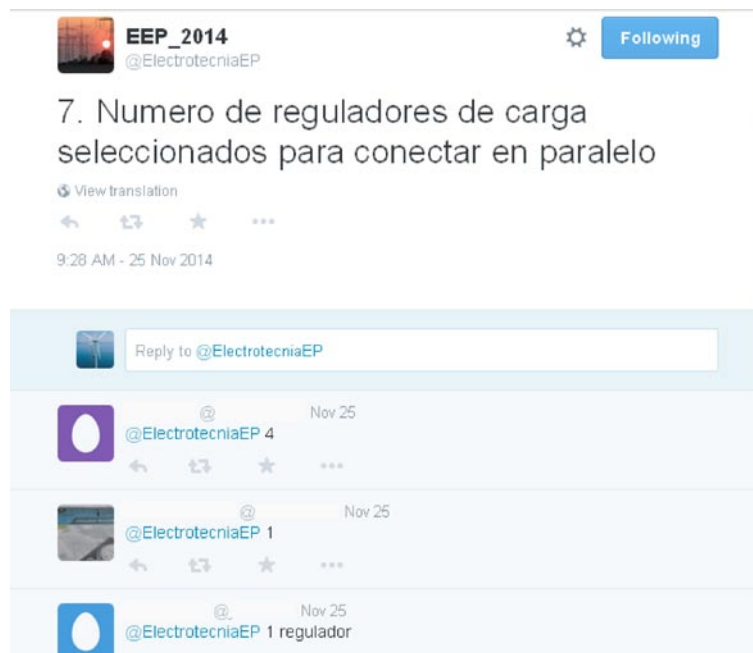 EEP_2014
@ElectrotecniaEP
Following
7. Numero de reguladores de carga
seleccionados para conectar en paralelo
View translation
9:28 AM - 25 Nov 2014
Reply to @ElectrotecniaEP
@ Nov 25
@ElectrotecniaEP 4
@ Nov 25
@ElectrotecniaEP 1
@_ Nov 25
@ElectrotecniaEP 1 regulador